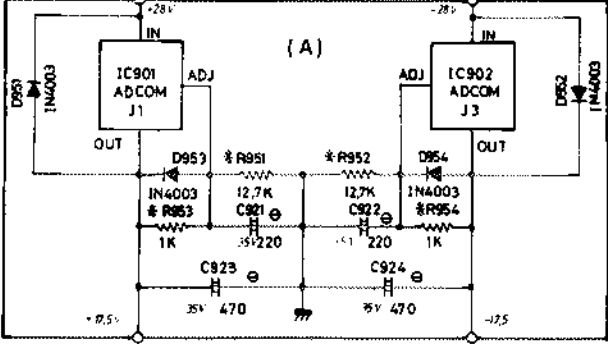 +28V
-28V
IN
IN
(A)
D951
1N4003
IC901
ADCOM
J1
ADJ
ADJ
IC902
ADCOM
J3
D952
1N4003
OUT
OUT
D953
*R951
*R952
D954
1N4003
12,7K
12,7K
1N4003
*R953
C921 ⊖
C922 ⊖
*R954
1K
35V 220
220
1K
C923 ⊖
C924 ⊖
35V 470
35V 470
+17,5V
-17,5